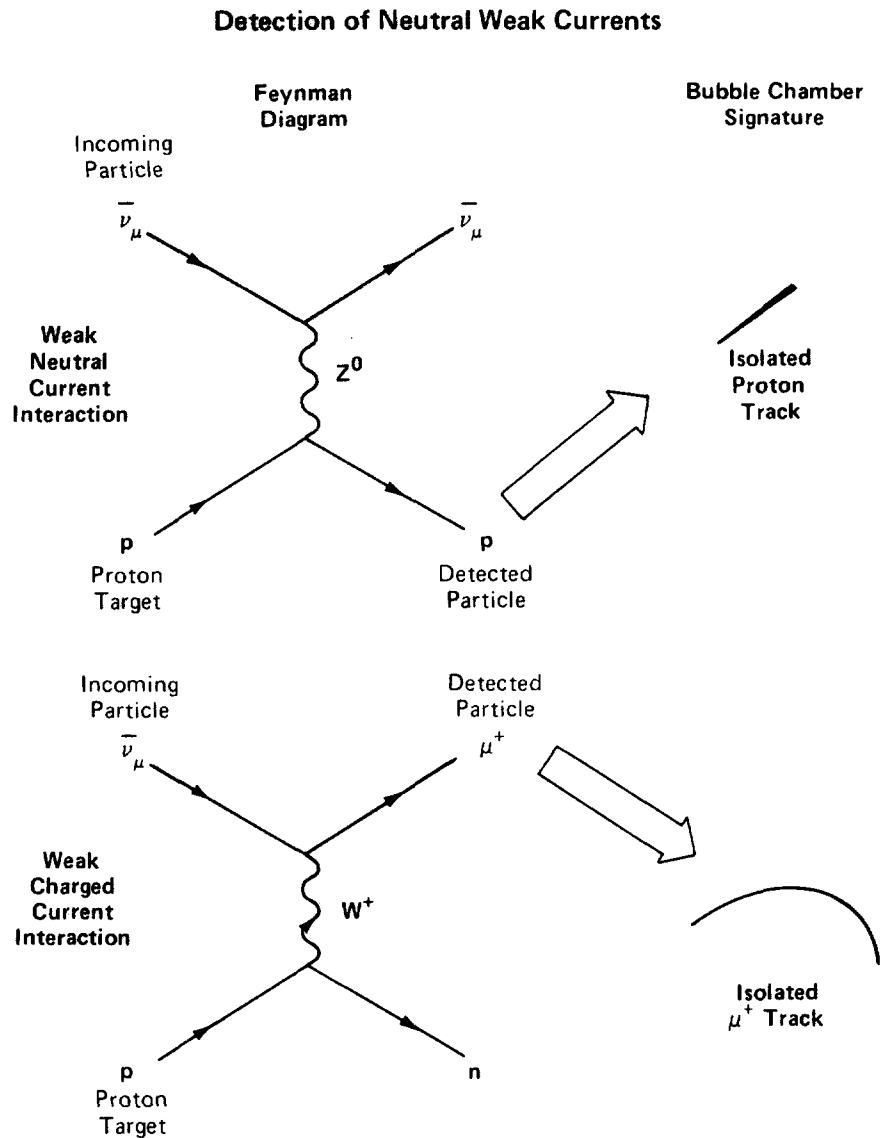 Detection of Neutral Weak Currents
Feynman
Diagram
Bubble Chamber
Signature
Incoming
Particle
ν̅μ
ν̅μ
Weak
Neutral
Current
Interaction
Z⁰
Isolated
Proton
Track
p
Proton
Target
p
Detected
Particle
Incoming
Particle
ν̅μ
Detected
Particle
μ⁺
Weak
Charged
Current
Interaction
W⁺
Isolated
μ⁺ Track
p
Proton
Target
n